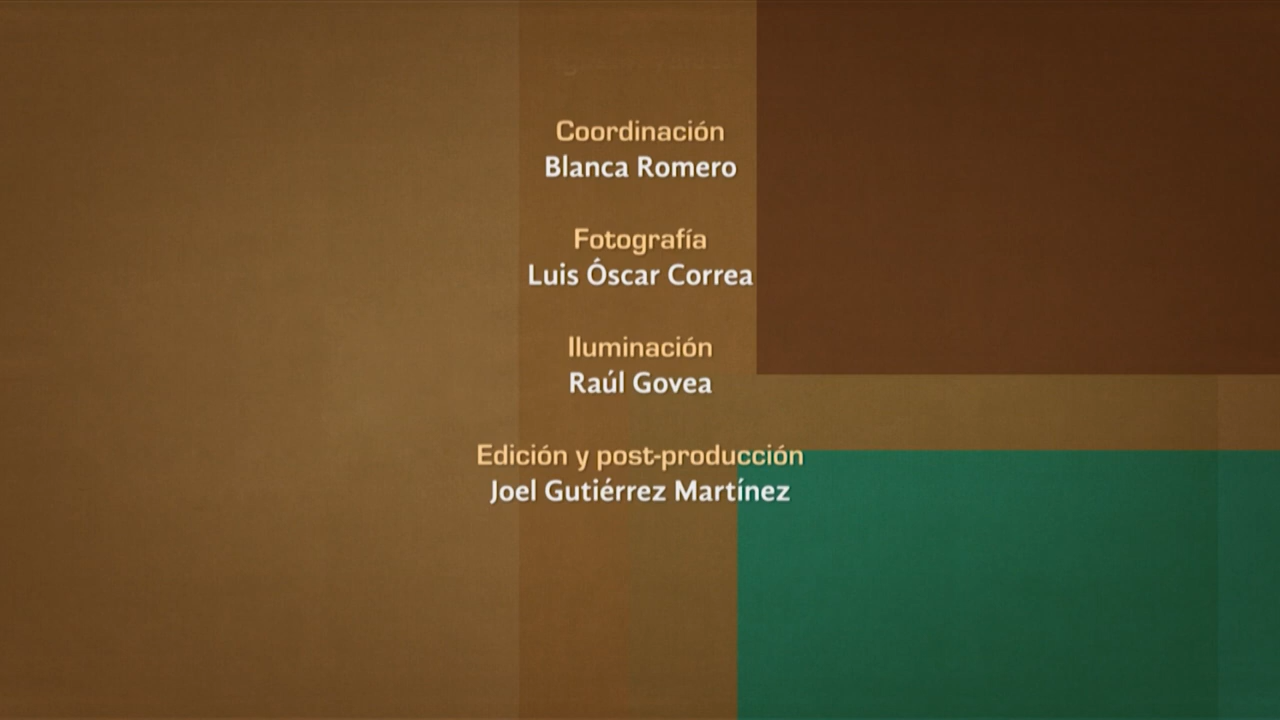 Coordinación
Blanca Romero
Fotografía
Luis Óscar Correa
Iluminación
Raúl Govea
Edición y post-producción
Joel Gutiérrez Martínez